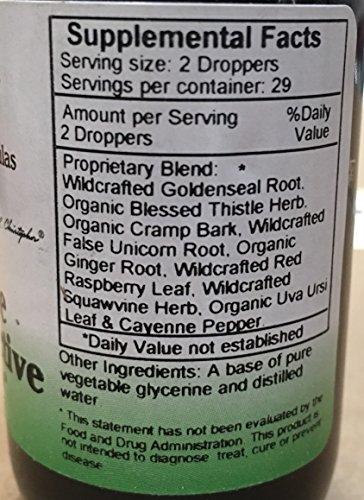 Supplemental Facts
Serving size: 2 Droppers
Servings per container: 29
Amount per Serving %Daily
2 Droppers Value
Proprietary Blend: *
Wildcrafted Goldenseal Root,
Organic Blessed Thistle Herb,
Organic Cramp Bark, Wildcrafted
False Unicorn Root, Organic
Ginger Root, Wildcrafted Red
Raspberry Leaf, Wildcrafted
Squawvine Herb, Organic Uva Ursi
Leaf & Cayenne Pepper.
*Daily Value not established
Other Ingredients: A base of pure
vegetable glycerine and distilled
water
* This statement has not been evaluated by the
Food and Drug Administration. This product is
not intended to diagnose treat, cure or prevent
disease